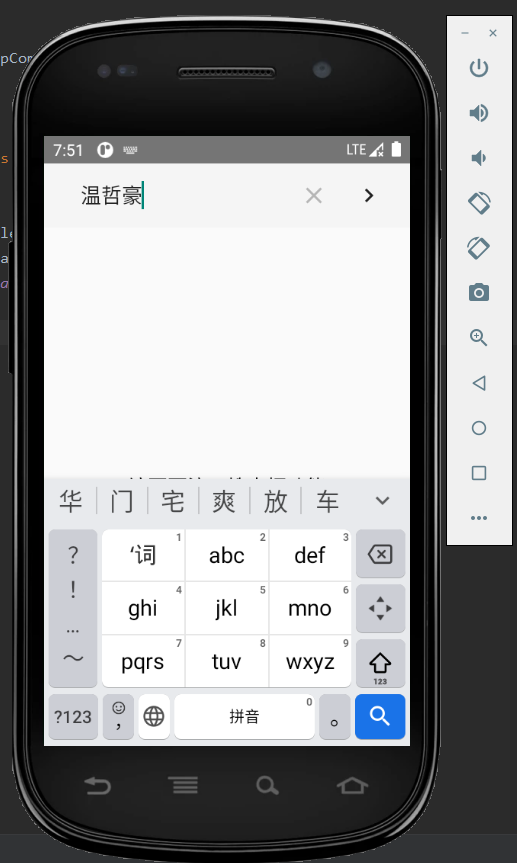 7:51 LTE
温哲豪
华 门 宅 爽 放 车
? ‘词 1 abc 2 def 3
! ghi 4 jkl 5 mno 6
... pqrs 7 tuv 8 wxyz 9
～ 123
?123 , 拼音 0 。